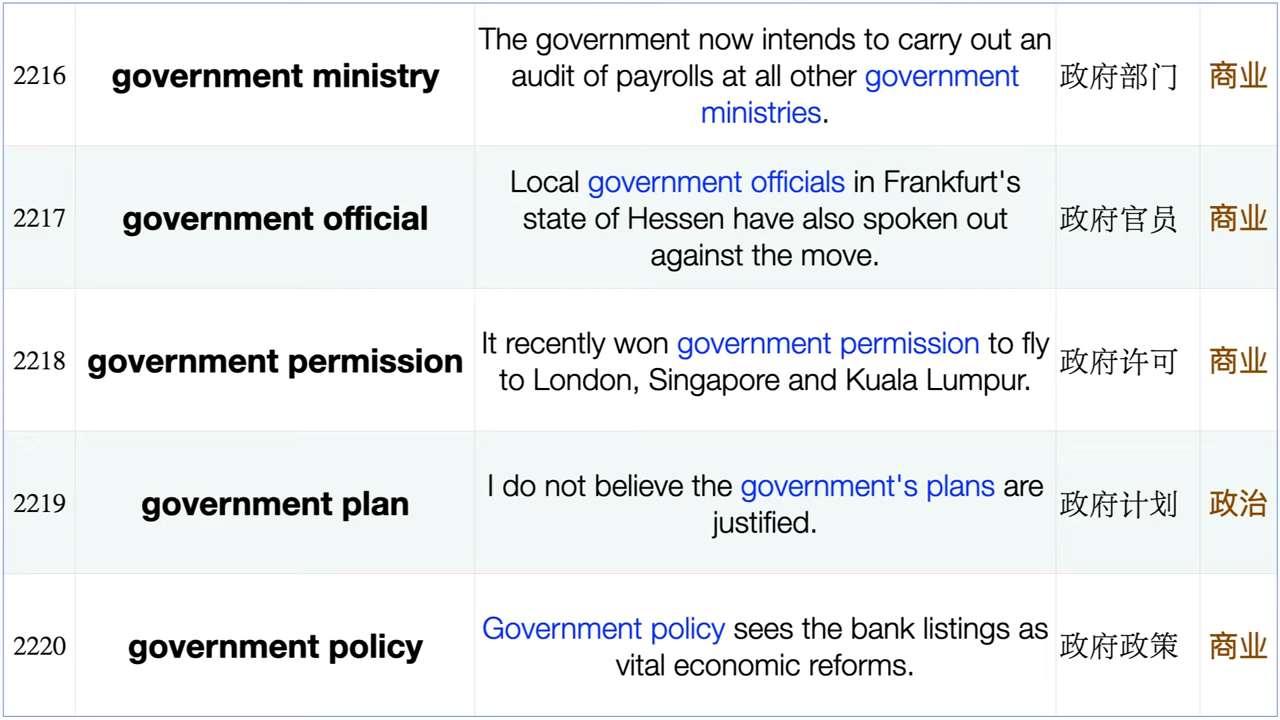 The government now intends to carry out an
2216 government ministry audit of payrolls at all other government 政府部门 商业
ministries.
Local government officials in Frankfurt's
2217 government official state of Hessen have also spoken out 政府官员 商业
against the move.
2218 government permission It recently won government permission to fly 政府许可 商业
to London, Singapore and Kuala Lumpur.
2219 government plan I do not believe the government's plans are 政府计划 政治
justified.
2220 government policy Government policy sees the bank listings as 政府政策 商业
vital economic reforms.